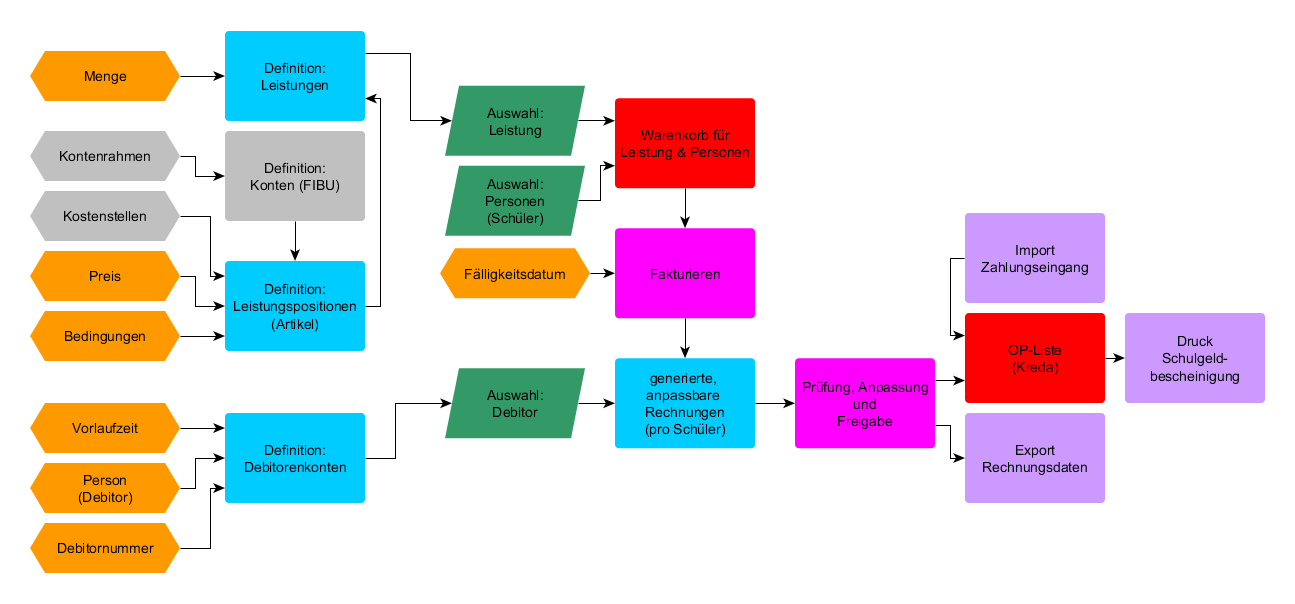 Menge
Definition:
Leistungen
Kontenrahmen
Definition:
Konten (FIBU)
Kostenstellen
Preis
Definition:
Leistungspositionen
(Artikel)
Bedingungen
Vorlaufzeit
Person
(Debitor)
Debitornummer
Definition:
Debitorenkonten
Auswahl:
Leistung
Auswahl:
Personen
(Schüler)
Fälligkeitsdatum
Auswahl:
Debitor
Warenkorb für
Leistung & Personen
Fakturieren
generierte,
anpassbare
Rechnungen
(pro Schüler)
Prüfung, Anpassung
und
Freigabe
Import
Zahlungseingang
OP-Liste
(Kreda)
Export
Rechnungsdaten
Druck
Schulgeld-
bescheinigung